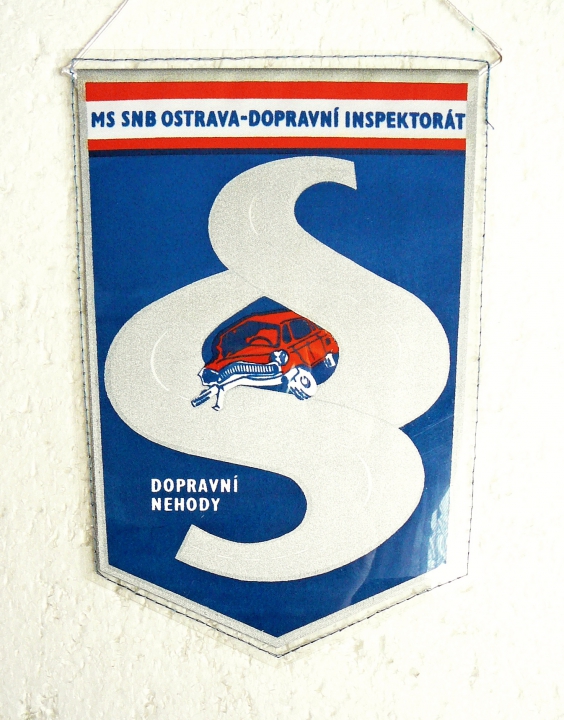 MS SNB OSTRAVA-DOPRAVNÍ INSPEKTORÁT
DOPRAVNÍ
NEHODY